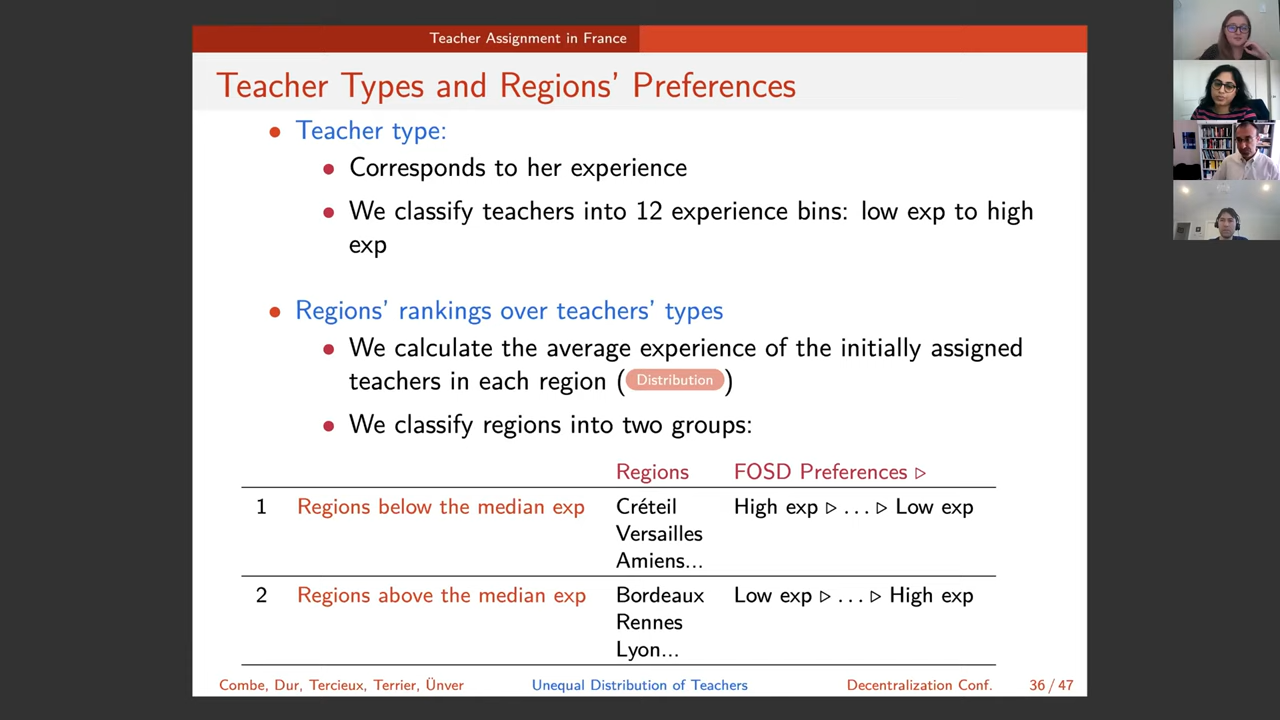 Teacher Assignment in France
Teacher Types and Regions' Preferences
• Teacher type:
• Corresponds to her experience
• We classify teachers into 12 experience bins: low exp to high
exp
• Regions' rankings over teachers' types
• We calculate the average experience of the initially assigned
teachers in each region (Distribution)
• We classify regions into two groups:
Regions FOSD Preferences ▷
1 Regions below the median exp Créteil High exp ▷ . . . ▷ Low exp
Versailles
Amiens...
2 Regions above the median exp Bordeaux Low exp ▷ . . . ▷ High exp
Rennes
Lyon...
Combe, Dur, Tercieux, Terrier, Ünver Unequal Distribution of Teachers Decentralization Conf. 36 / 47